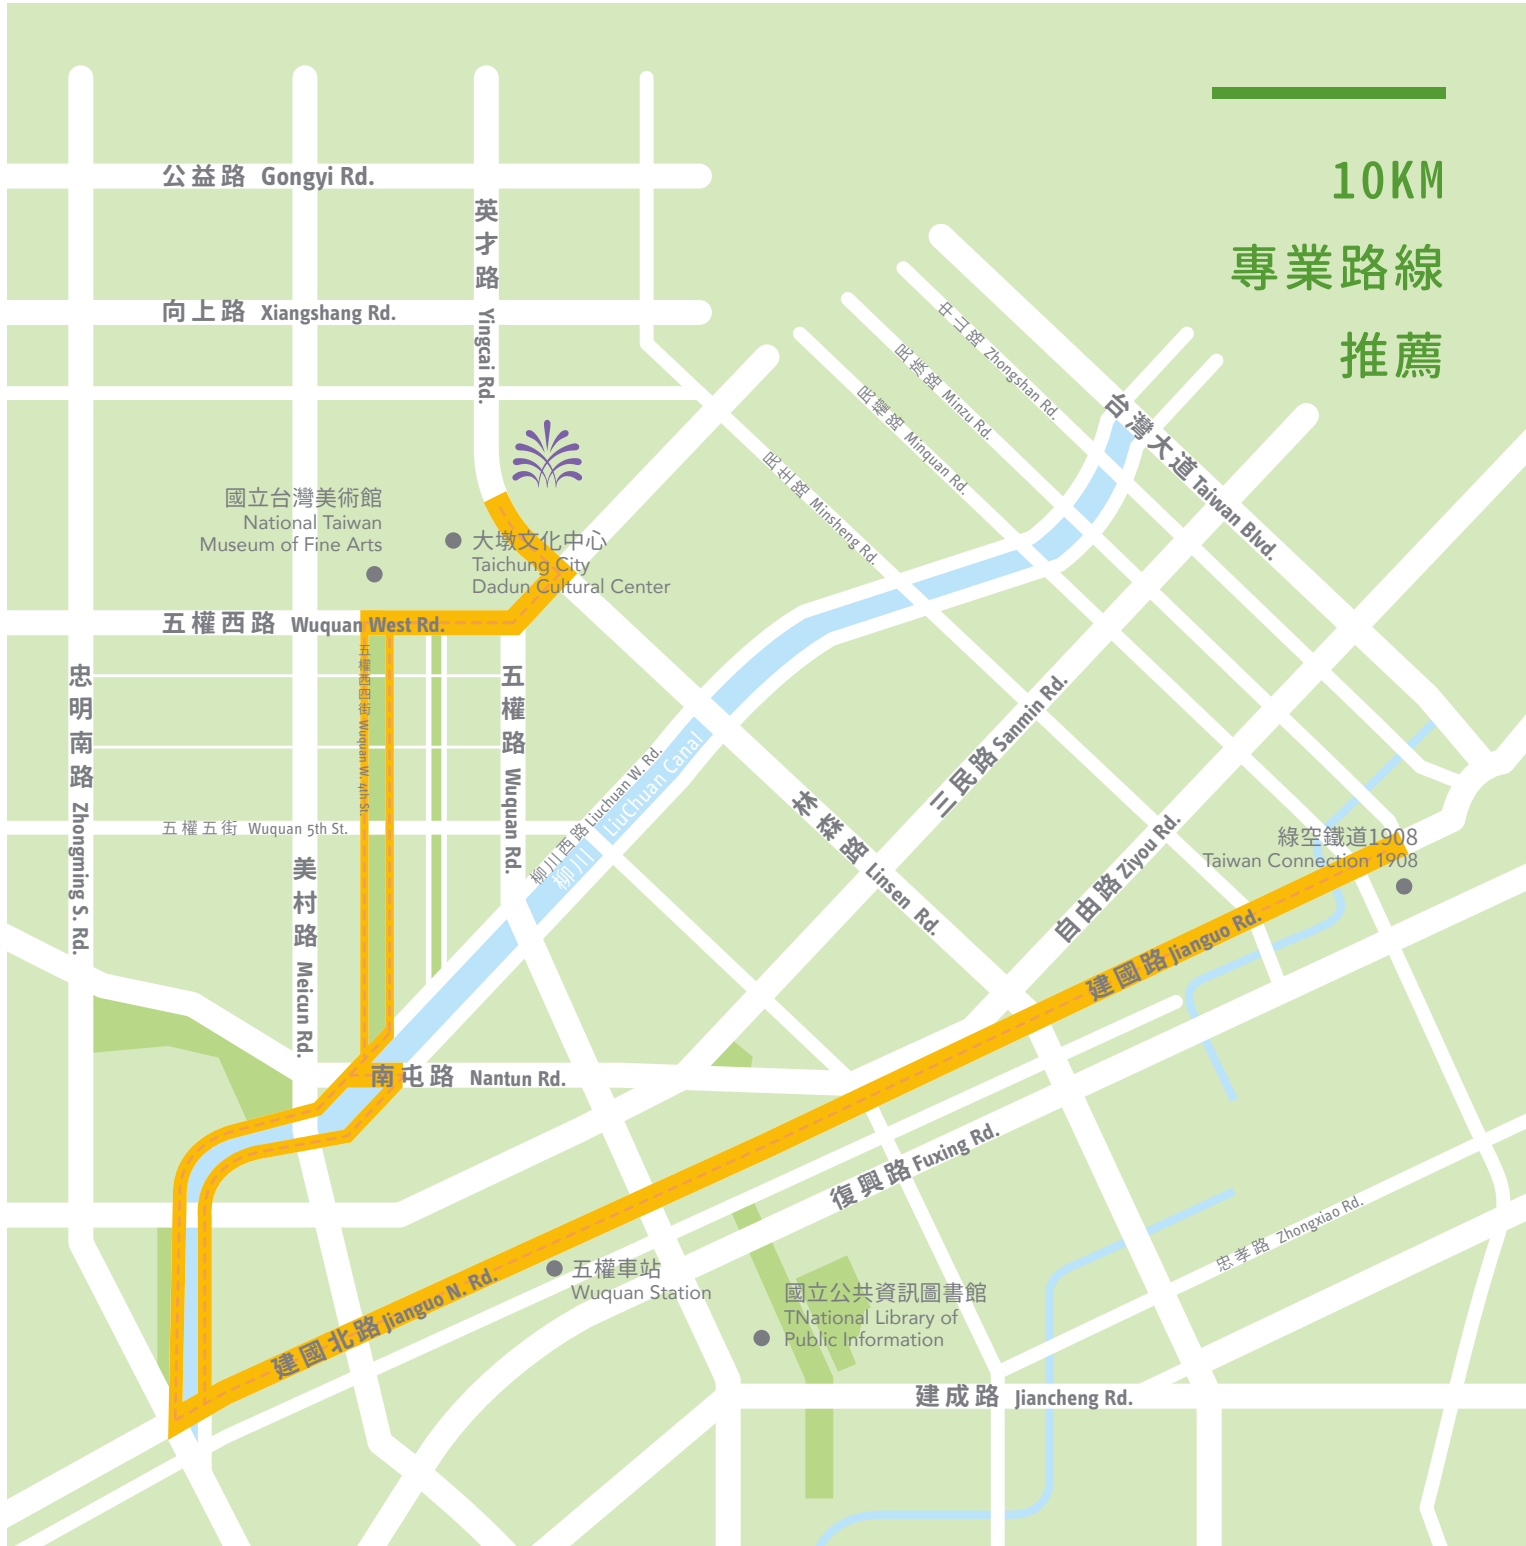 10KM
專業路線
推薦
公益路 Gongyi Rd.
英才路 Yingcai Rd.
向上路 Xiangshang Rd.
中山路 Zhongshan Rd.
民族路 Minzu Rd.
民權路 Minquan Rd.
民生路 Minsheng Rd.
台灣大道 Taiwan Blvd.
國立台灣美術館
National Taiwan
Museum of Fine Arts
大墩文化中心
Taichung City
Dadun Cultural Center
五權西路 Wuquan West Rd.
五權西四街 Wuquan W. 4th St.
忠明南路 Zhongming S. Rd.
五權路 Wuquan Rd.
柳川西路 Liuchuan W. Rd.
柳川 LiuChuan Canal
三民路 Sanmin Rd.
林森路 Linsen Rd.
自由路 Ziyou Rd.
五權五街 Wuquan 5th St.
美村路 Meicun Rd.
綠空鐵道1908
Taiwan Connection 1908
建國路 Jianguo Rd.
南屯路 Nantun Rd.
復興路 Fuxing Rd.
忠孝路 Zhongxiao Rd.
五權車站
Wuquan Station
建國北路 Jianguo N. Rd.
國立公共資訊圖書館
TNational Library of
Public Information
建成路 Jiancheng Rd.